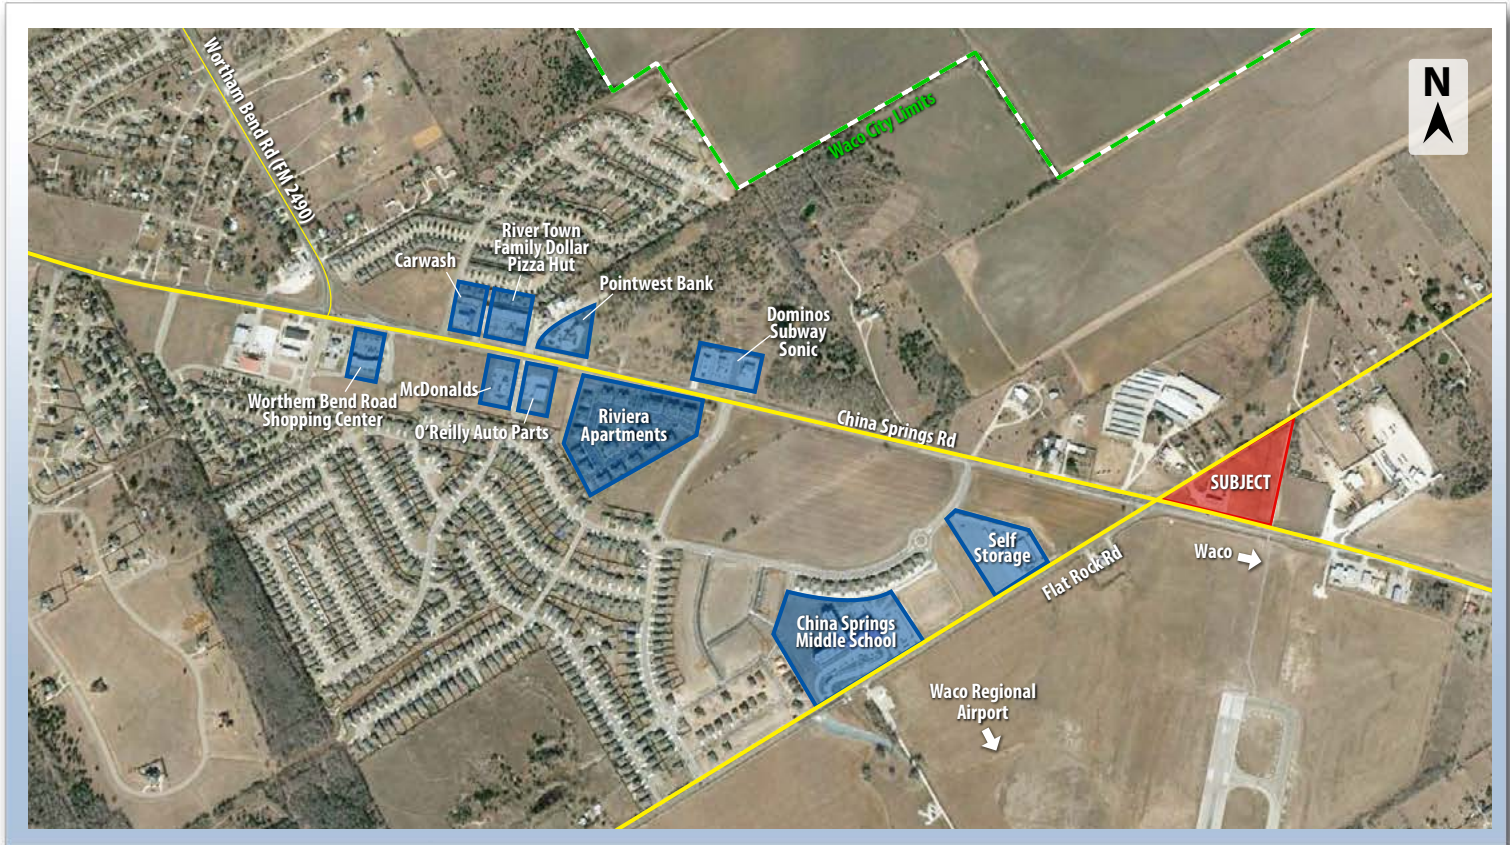 Wortham Bend Rd (FM 2490)
N
Waco City Limits
River Town
Family Dollar
Pizza Hut
Carwash
Pointwest Bank
Dominos
Subway
Sonic
McDonalds
Worthem Bend Road
Shopping Center
O'Reilly Auto Parts
Riviera
Apartments
China Springs Rd
SUBJECT
Self
Storage
Waco
Flat Rock Rd
China Springs
Middle School
Waco Regional
Airport